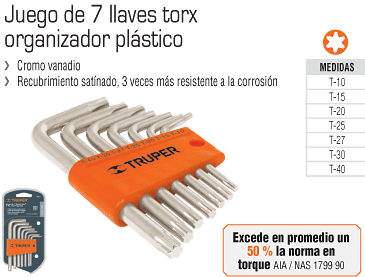 Juego de 7 llaves torx
organizador plástico
› Cromo vanadio
› Recubrimiento satínado, 3 veces más resistente a la corrosión
MEDIDAS
T-10
T-15
T-20
T-25
T-27
T-30
T-40
TRUPER
TRUPER
Excede en promedio un
50 % la norma en
torque AIA / NAS 1799 90